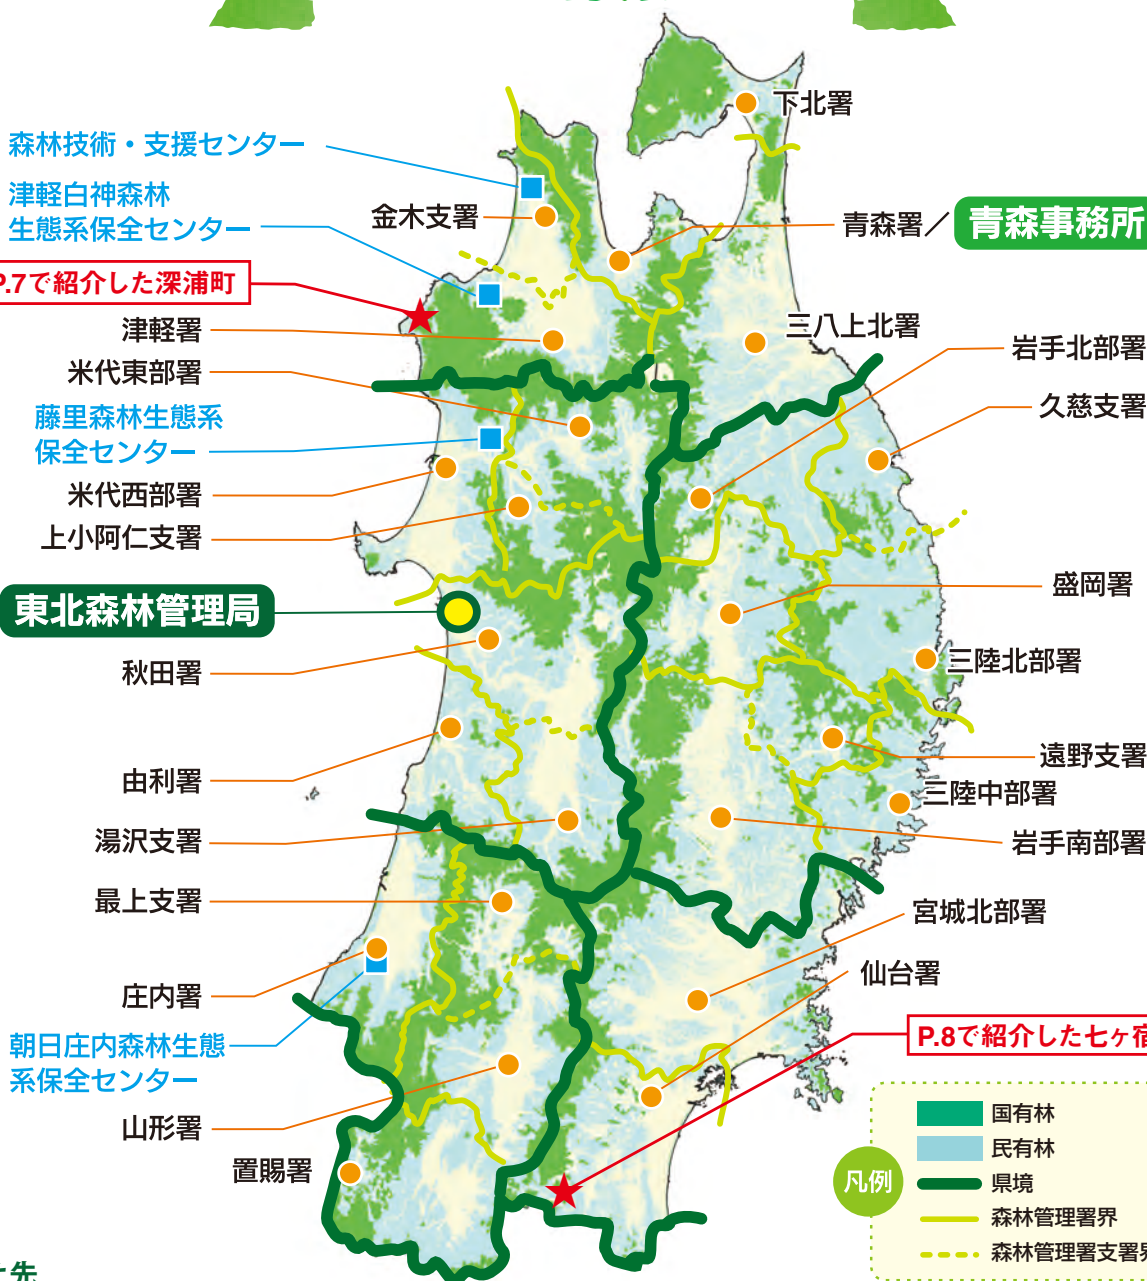 下北署
森林技術・支援センター
津軽白神森林
生態系保全センター
金木支署
青森署／
青森事務所
P.7で紹介した深浦町
津軽署
三八上北署
岩手北部署
米代東部署
久慈支署
藤里森林生態系
保全センター
米代西部署
上小阿仁支署
盛岡署
東北森林管理局
秋田署
三陸北部署
遠野支署
由利署
三陸中部署
湯沢支署
岩手南部署
最上支署
宮城北部署
仙台署
庄内署
P.8で紹介した七ヶ宿
朝日庄内森林生態
系保全センター
山形署
置賜署
凡例
国有林
民有林
県境
森林管理署界
森林管理署支署界
先